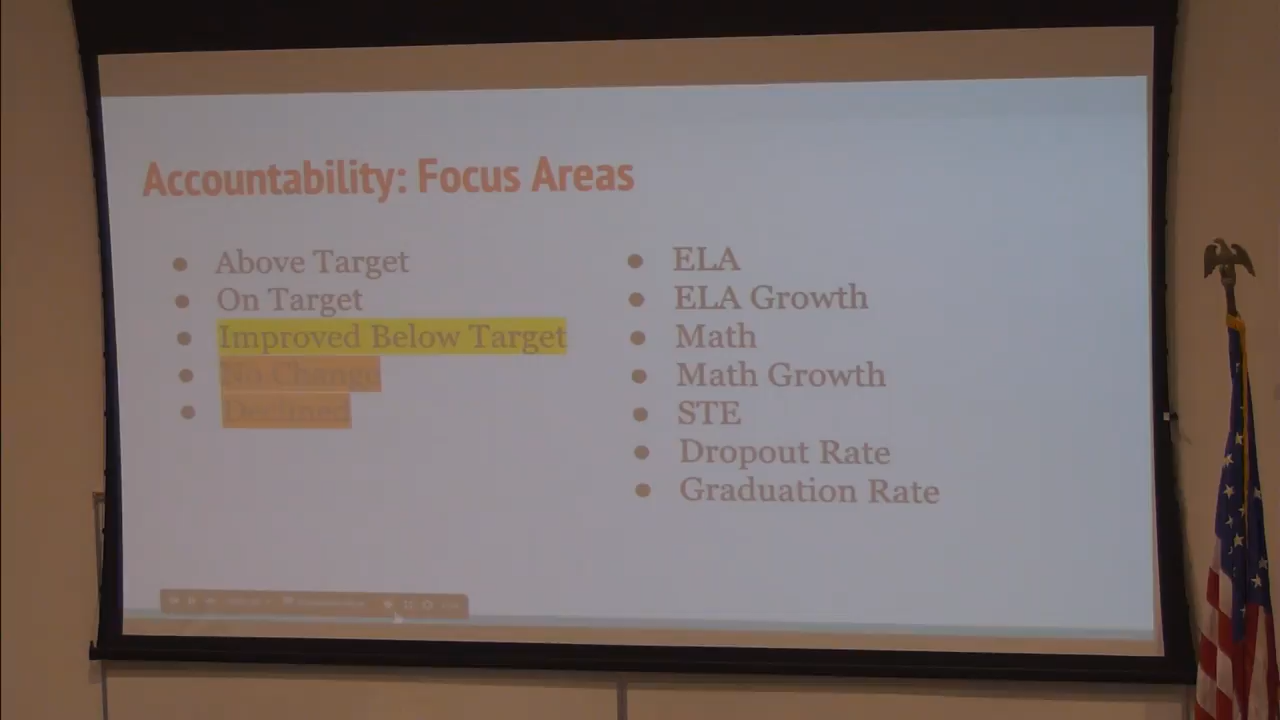 Accountability: Focus Areas
Above Target
On Target
Improved Below Target
No Change
Declined
ELA
ELA Growth
Math
Math Growth
STE
Dropout Rate
Graduation Rate